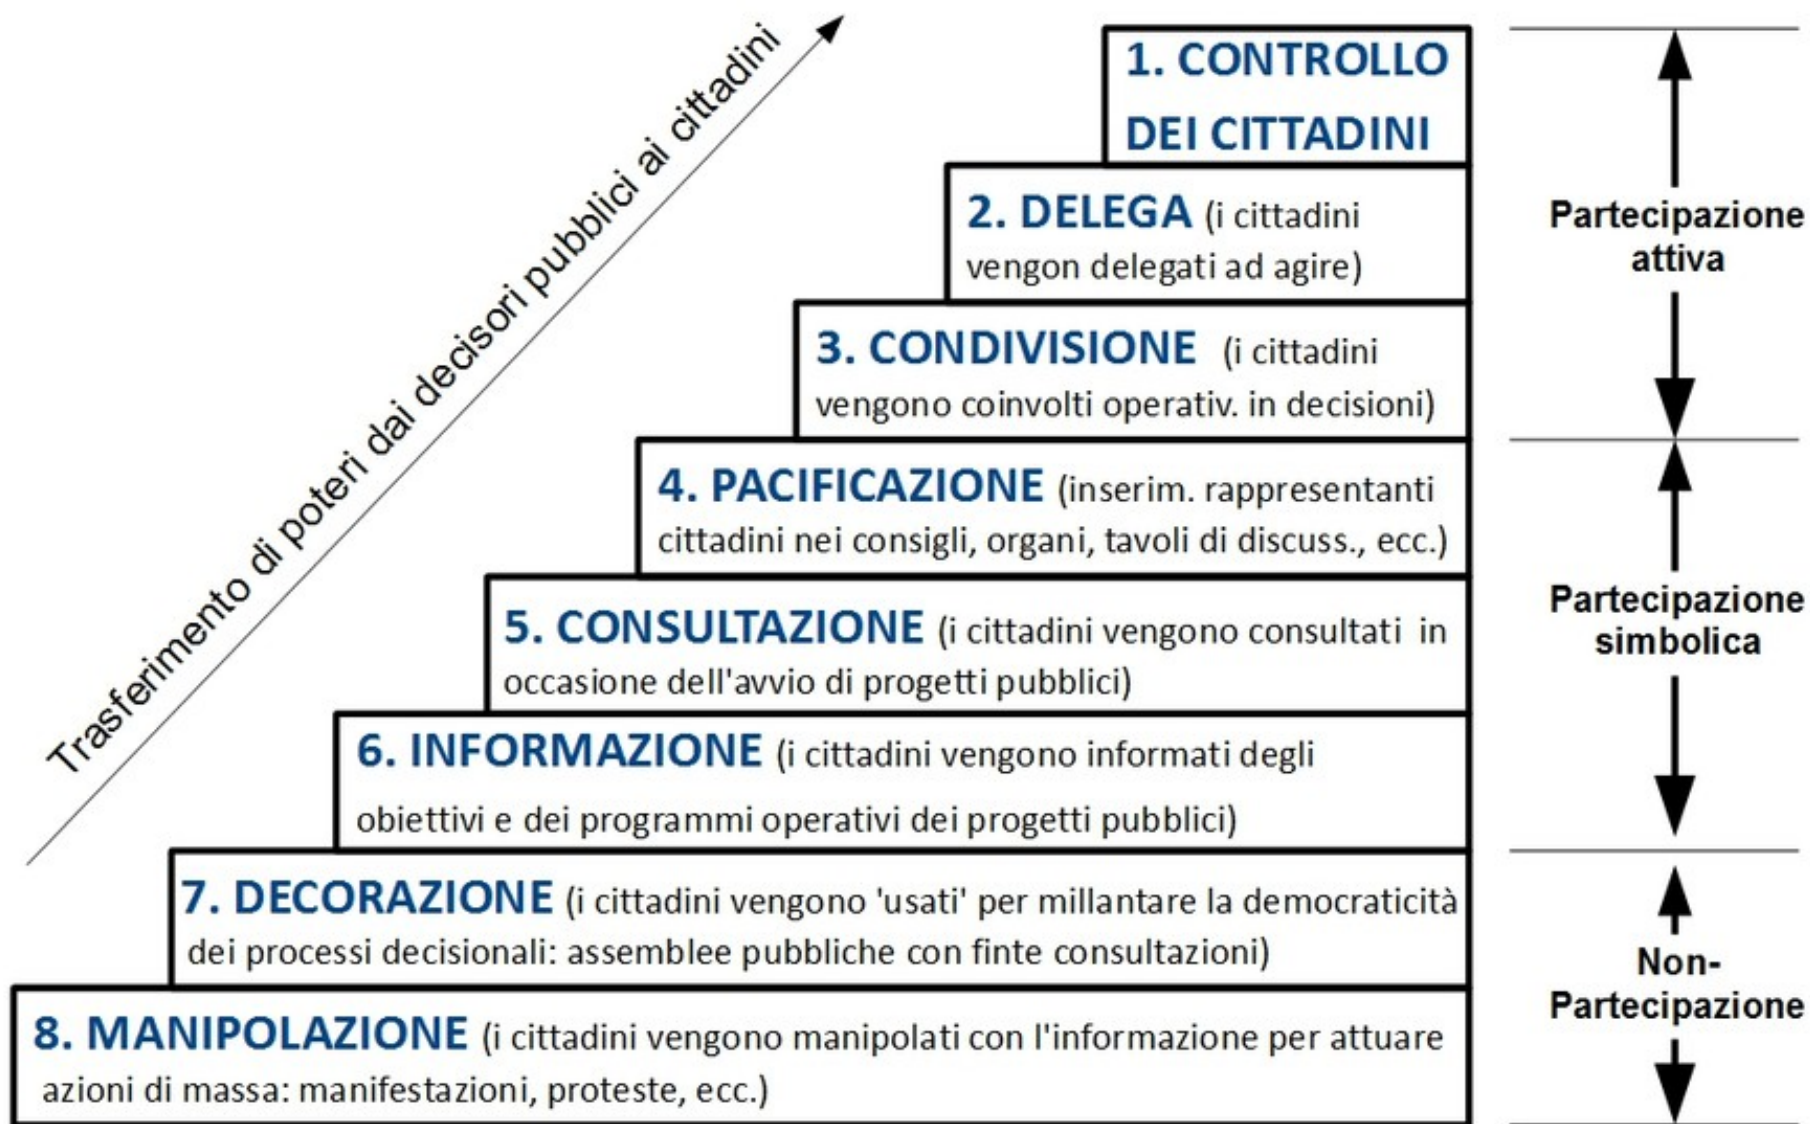 Trasferimento di poteri dai decisori pubblici ai cittadini
1. CONTROLLO
DEI CITTADINI
2. DELEGA (i cittadini
vengon delegati ad agire)
3. CONDIVISIONE (i cittadini
vengono coinvolti operativ. in decisioni)
4. PACIFICAZIONE (inserim. rappresentanti
cittadini nei consigli, organi, tavoli di discuss., ecc.)
5. CONSULTAZIONE (i cittadini vengono consultati in
occasione dell'avvio di progetti pubblici)
6. INFORMAZIONE (i cittadini vengono informati degli
obiettivi e dei programmi operativi dei progetti pubblici)
7. DECORAZIONE (i cittadini vengono 'usati' per millantare la democraticità
dei processi decisionali: assemblee pubbliche con finte consultazioni)
8. MANIPOLAZIONE (i cittadini vengono manipolati con l'informazione per attuare
azioni di massa: manifestazioni, proteste, ecc.)
Partecipazione
attiva
Partecipazione
simbolica
Non-
Partecipazione